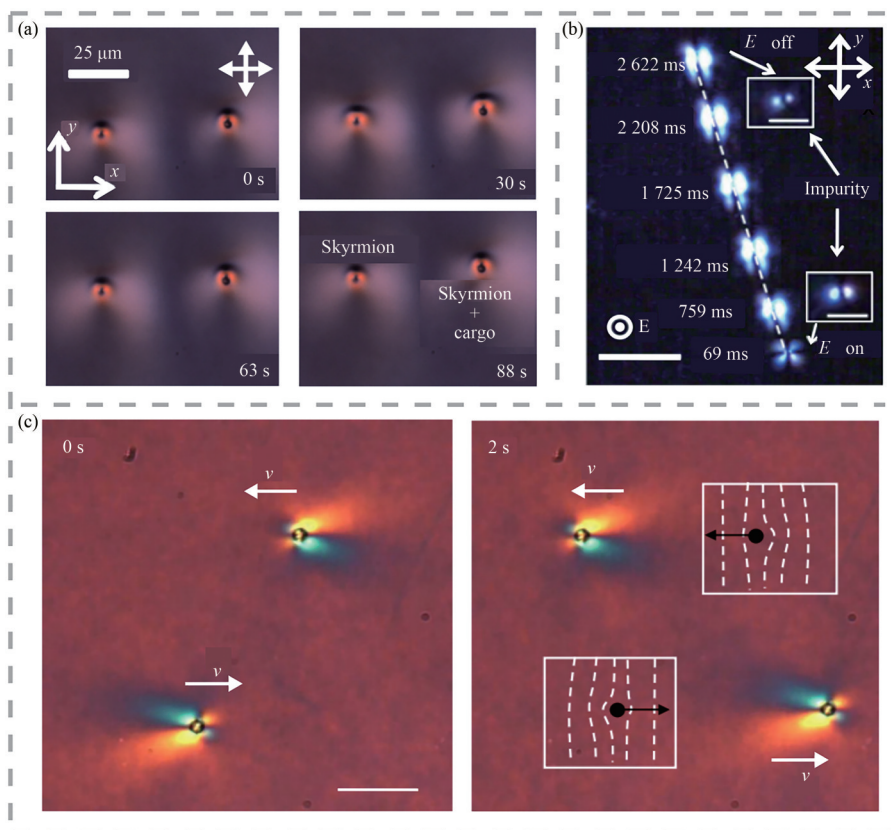 (a)
25 μm
y
x
0 s
30 s
63 s
Skyrmion
Skyrmion
+
cargo
88 s
(b)
E off
y
x
2 622 ms
2 208 ms
1 725 ms
Impurity
1 242 ms
759 ms
E
69 ms
E on
(c)
0 s
v
v
2 s
v
v